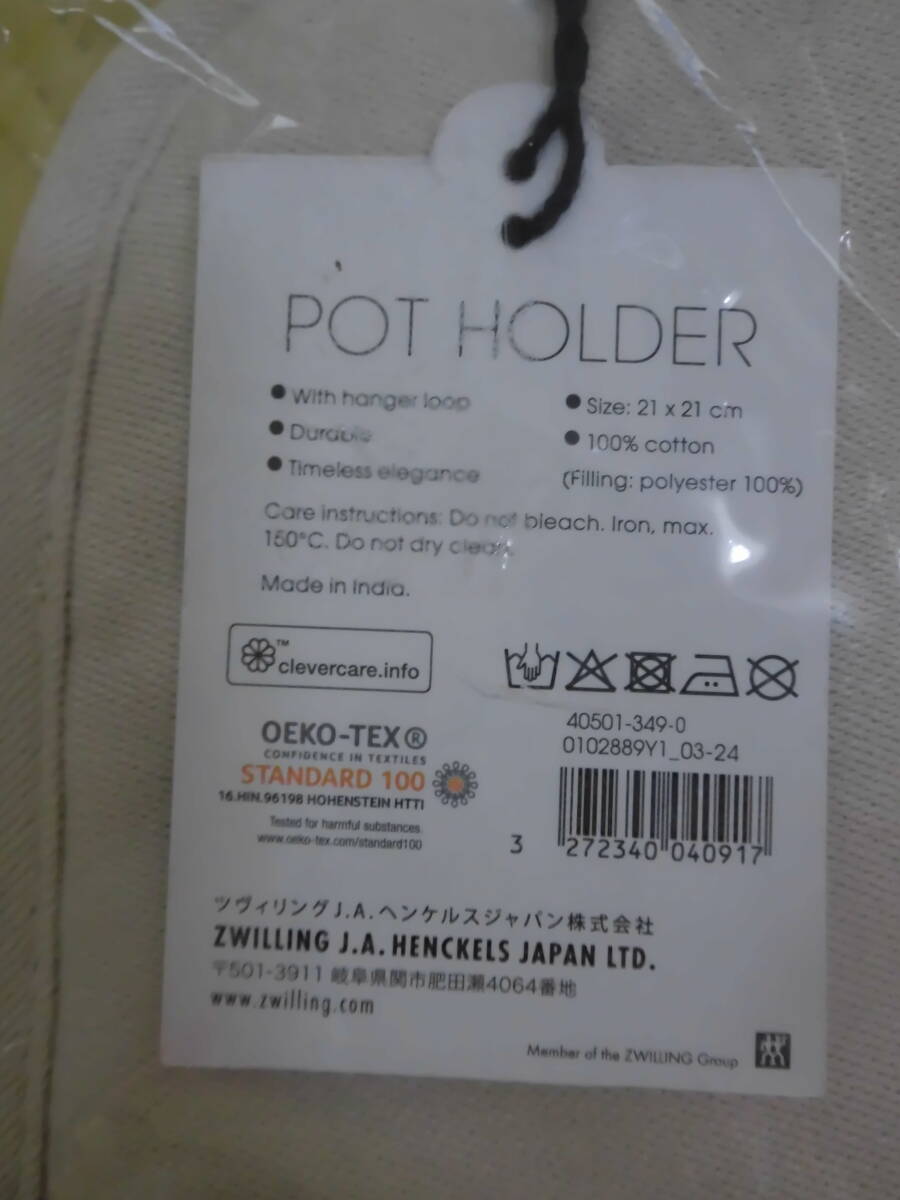 POT HOLDER
With hanger loop
Durable
Timeless elegance
Size: 21 x 21 cm
100% cotton
(Filling: polyester 100%)
Care instructions: Do not bleach. Iron, max.
150°C. Do not dry clean.
Made in India.
™
clevercare.info
OEKO-TEX®
CONFIDENCE IN TEXTILES
STANDARD 100
16.HIN.96198 HOHENSTEIN HTTI
Tested for harmful substances.
www.oeko-tex.com/standard100
40501-349-0
0102889Y1_03-24
3 272340 040917
ツヴィリングJ.A.ヘンケルスジャパン株式会社
ZWILLING J.A. HENCKELS JAPAN LTD.
〒501-3911 岐阜県関市肥田瀬4064番地
www.zwilling.com
Member of the ZWILLING Group